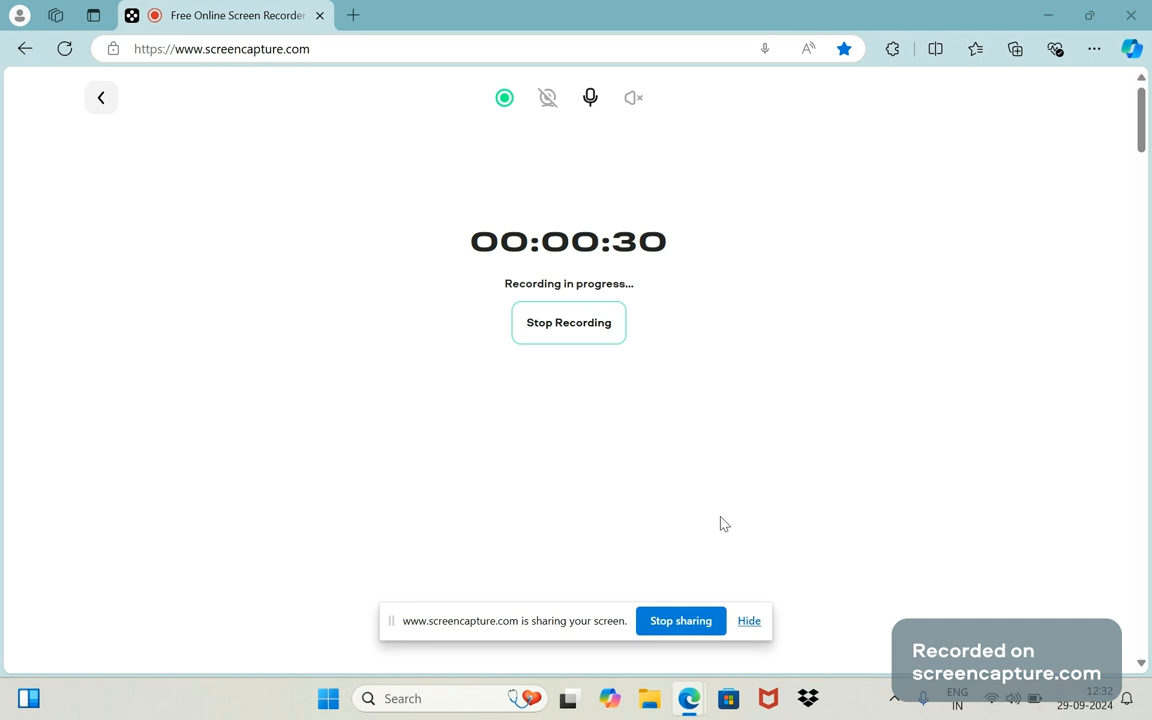 Free Online Screen Recorder
https://www.screencapture.com
00:00:30
Recording in progress...
Stop Recording
www.screencapture.com is sharing your screen.
Stop sharing
Hide
Recorded on
screencapture.com
Search
ENG
IN
12:32
29-09-2024